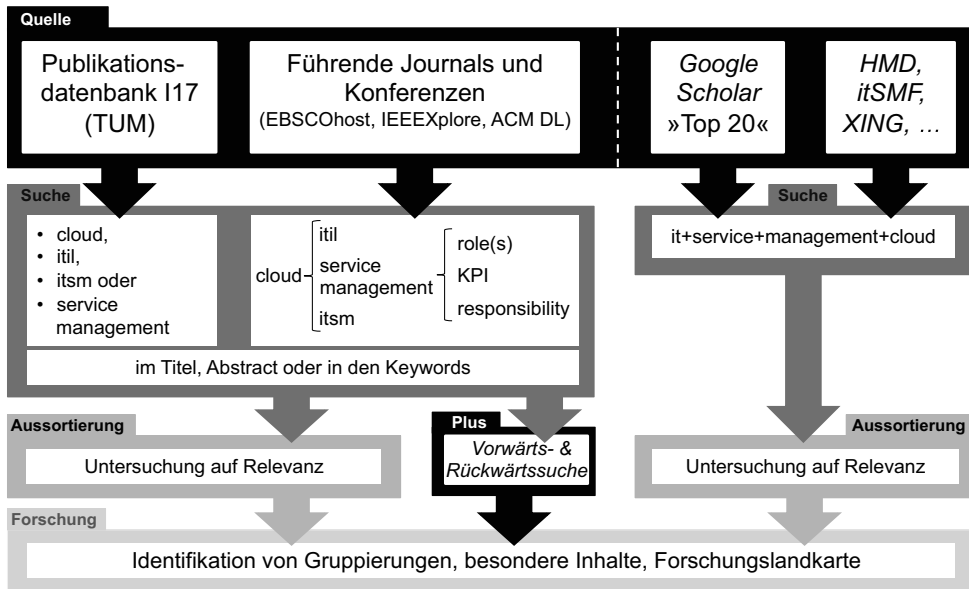 Quelle
Publikations-
datenbank I17
(TUM)
Führende Journals und
Konferenzen
(EBSCOhost, IEEEXplore, ACM DL)
Google
Scholar
»Top 20«
HMD,
itSMF,
XING, …
Suche
• cloud,
• itil,
• itsm oder
• service
management
cloud
itil
service
management
itsm
role(s)
KPI
responsibility
im Titel, Abstract oder in den Keywords
Suche
it+service+management+cloud
Aussortierung
Untersuchung auf Relevanz
Plus
Vorwärts- &
Rückwärtssuche
Aussortierung
Untersuchung auf Relevanz
Forschung
Identifikation von Gruppierungen, besondere Inhalte, Forschungslandkarte